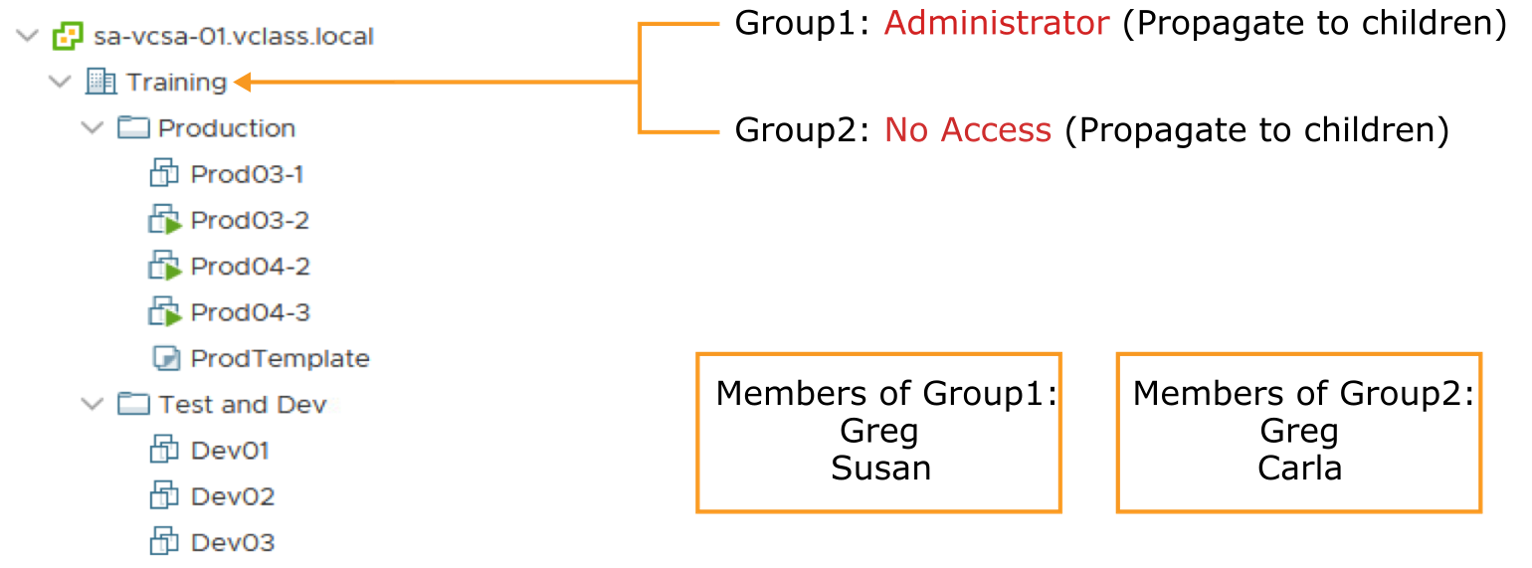 sa-vcsa-01.vclass.local
Training
Production
Prod03-1
Prod03-2
Prod04-2
Prod04-3
ProdTemplate
Test and Dev
Dev01
Dev02
Dev03
Group1: Administrator (Propagate to children)
Group2: No Access (Propagate to children)
Members of Group1:
Greg
Susan
Members of Group2:
Greg
Carla